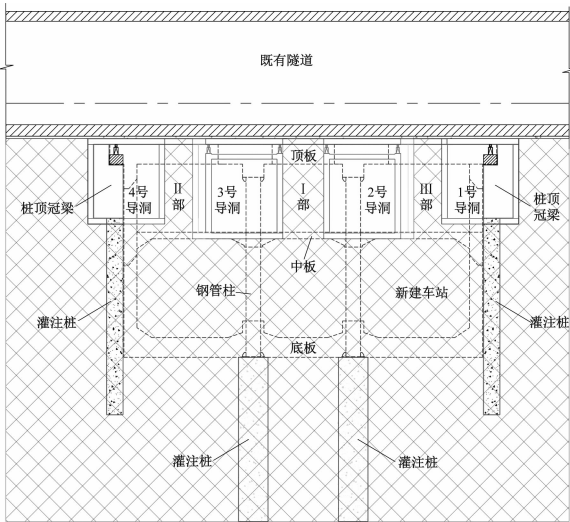 既有隧道
顶板
4号
导洞
Ⅱ
部
3号
导洞
Ⅰ
部
2号
导洞
Ⅲ
部
1号
导洞
桩顶
冠梁
桩顶冠梁
中板
钢管柱
新建车站
灌注桩
灌注桩
底板
灌注桩
灌注桩